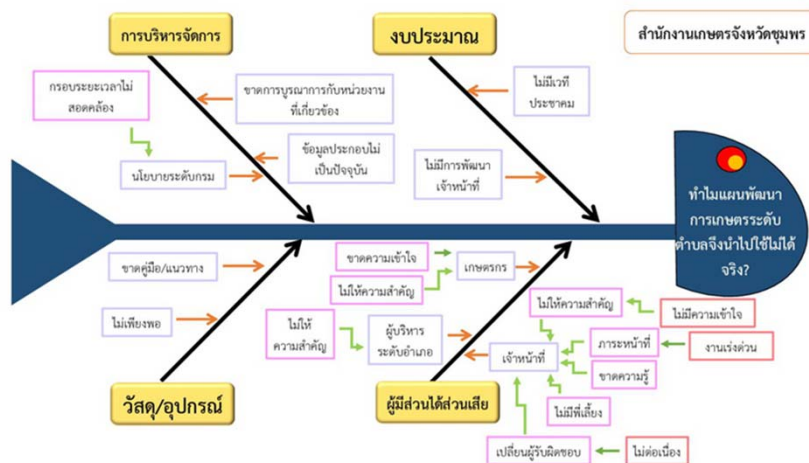 การบริหารจัดการ
งบประมาณ
สำนักงานเกษตรจังหวัดชุมพร
กรอบระยะเวลาไม่
สอดคล้อง
ขาดการบูรณาการกับหน่วยงาน
ที่เกี่ยวข้อง
ไม่มีเวที
ประชาคม
นโยบายระดับกรม
ข้อมูลประกอบไม่
เป็นปัจจุบัน
ไม่มีการพัฒนา
เจ้าหน้าที่
ทำไมแผนพัฒนา
การเกษตรระดับ
ตำบลจึงนำไปใช้ไม่ได้
จริง?
ขาดคู่มือ/แนวทาง
ขาดความเข้าใจ
เกษตรกร
ไม่ให้ความสำคัญ
ไม่เพียงพอ
ไม่ให้
ความสำคัญ
ผู้บริหาร
ระดับอำเภอ
ไม่ให้ความสำคัญ
ไม่มีความเข้าใจ
เจ้าหน้าที่
ภาระหน้าที่
งานเร่งด่วน
ขาดความรู้
วัสดุ/อุปกรณ์
ผู้มีส่วนได้ส่วนเสีย
ไม่มีพี่เลี้ยง
เปลี่ยนผู้รับผิดชอบ
ไม่ต่อเนื่อง